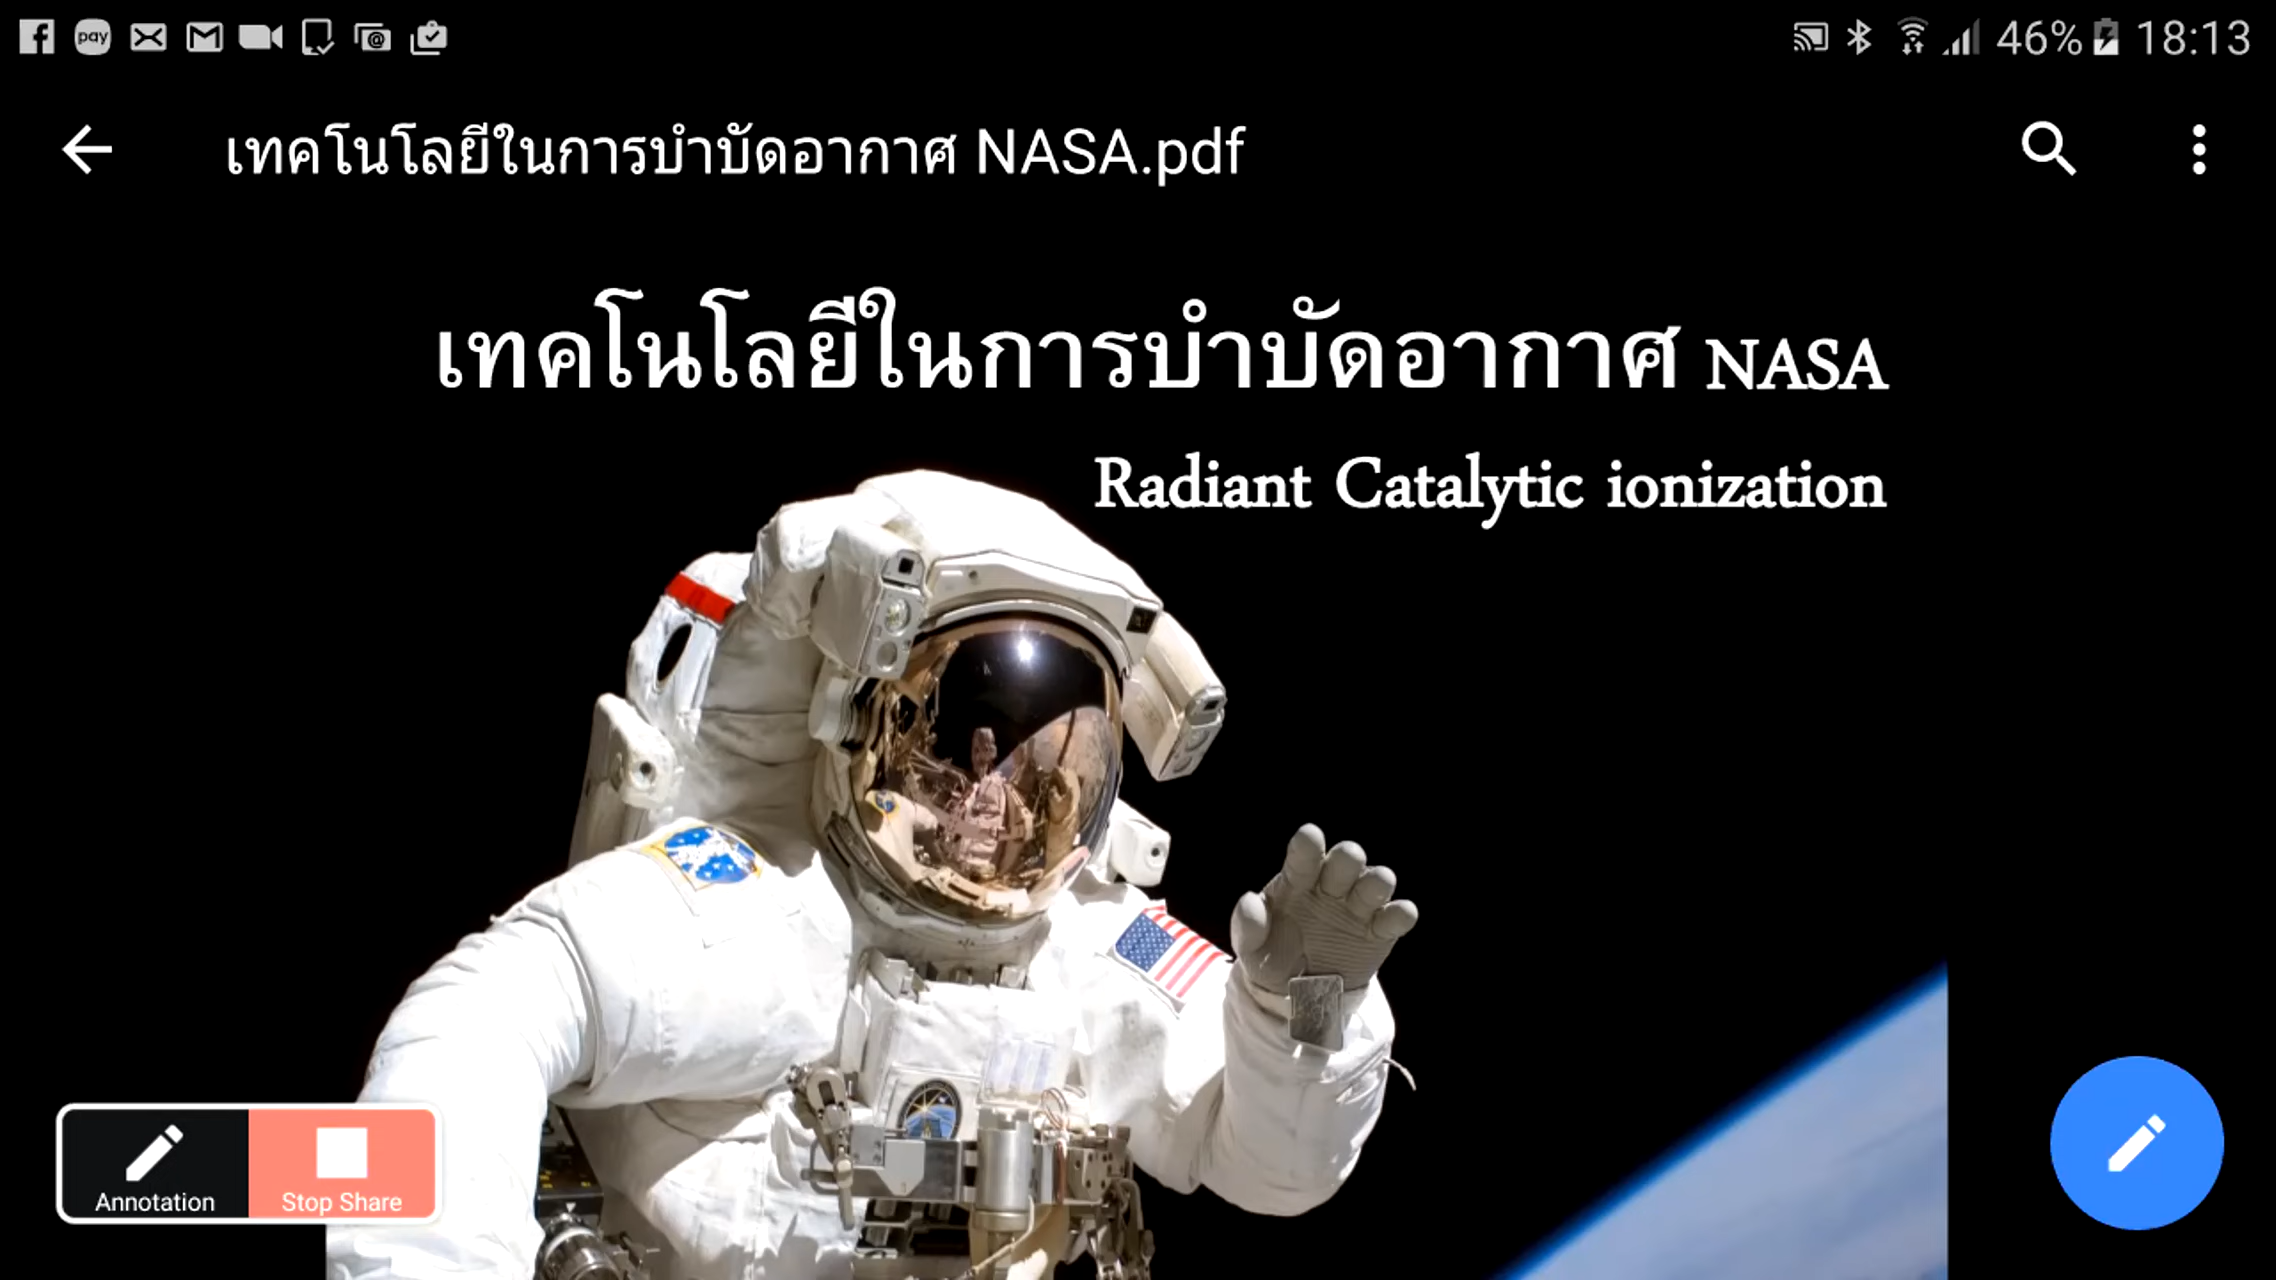 pay
46% 18:13
เทคโนโลยีในการบำบัดอากาศ NASA.pdf
เทคโนโลยีในการบำบัดอากาศ NASA
Radiant Catalytic ionization
Annotation
Stop Share